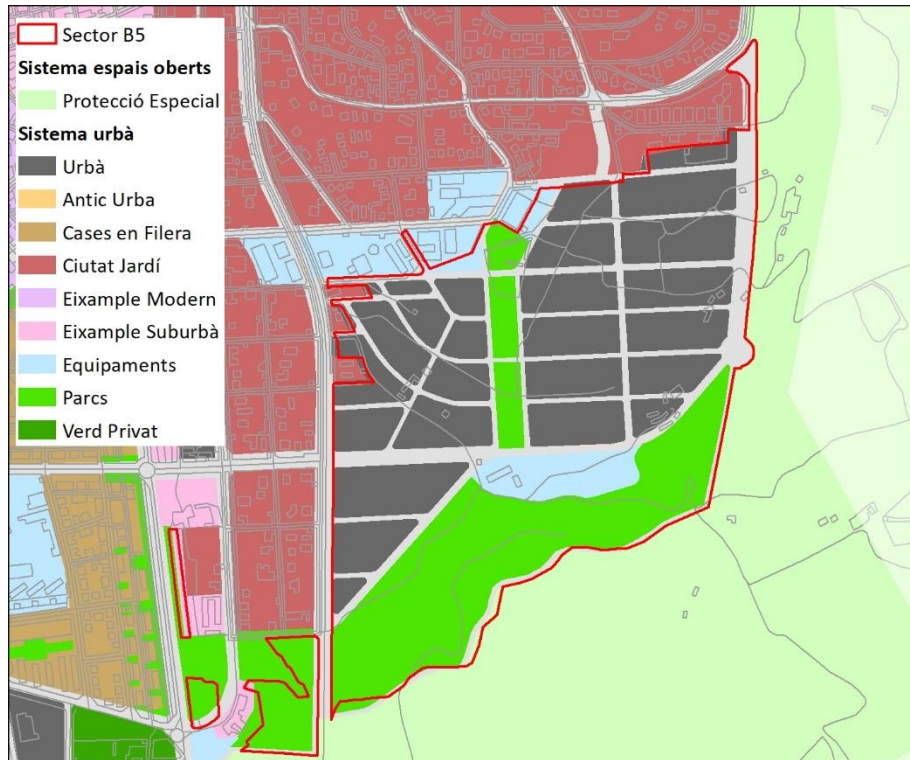 Sector B5
Sistema espais oberts
Protecció Especial
Sistema urbà
Urbà
Antic Urba
Cases en Filera
Ciutat Jardí
Eixample Modern
Eixample Suburbà
Equipaments
Parcs
Verd Privat